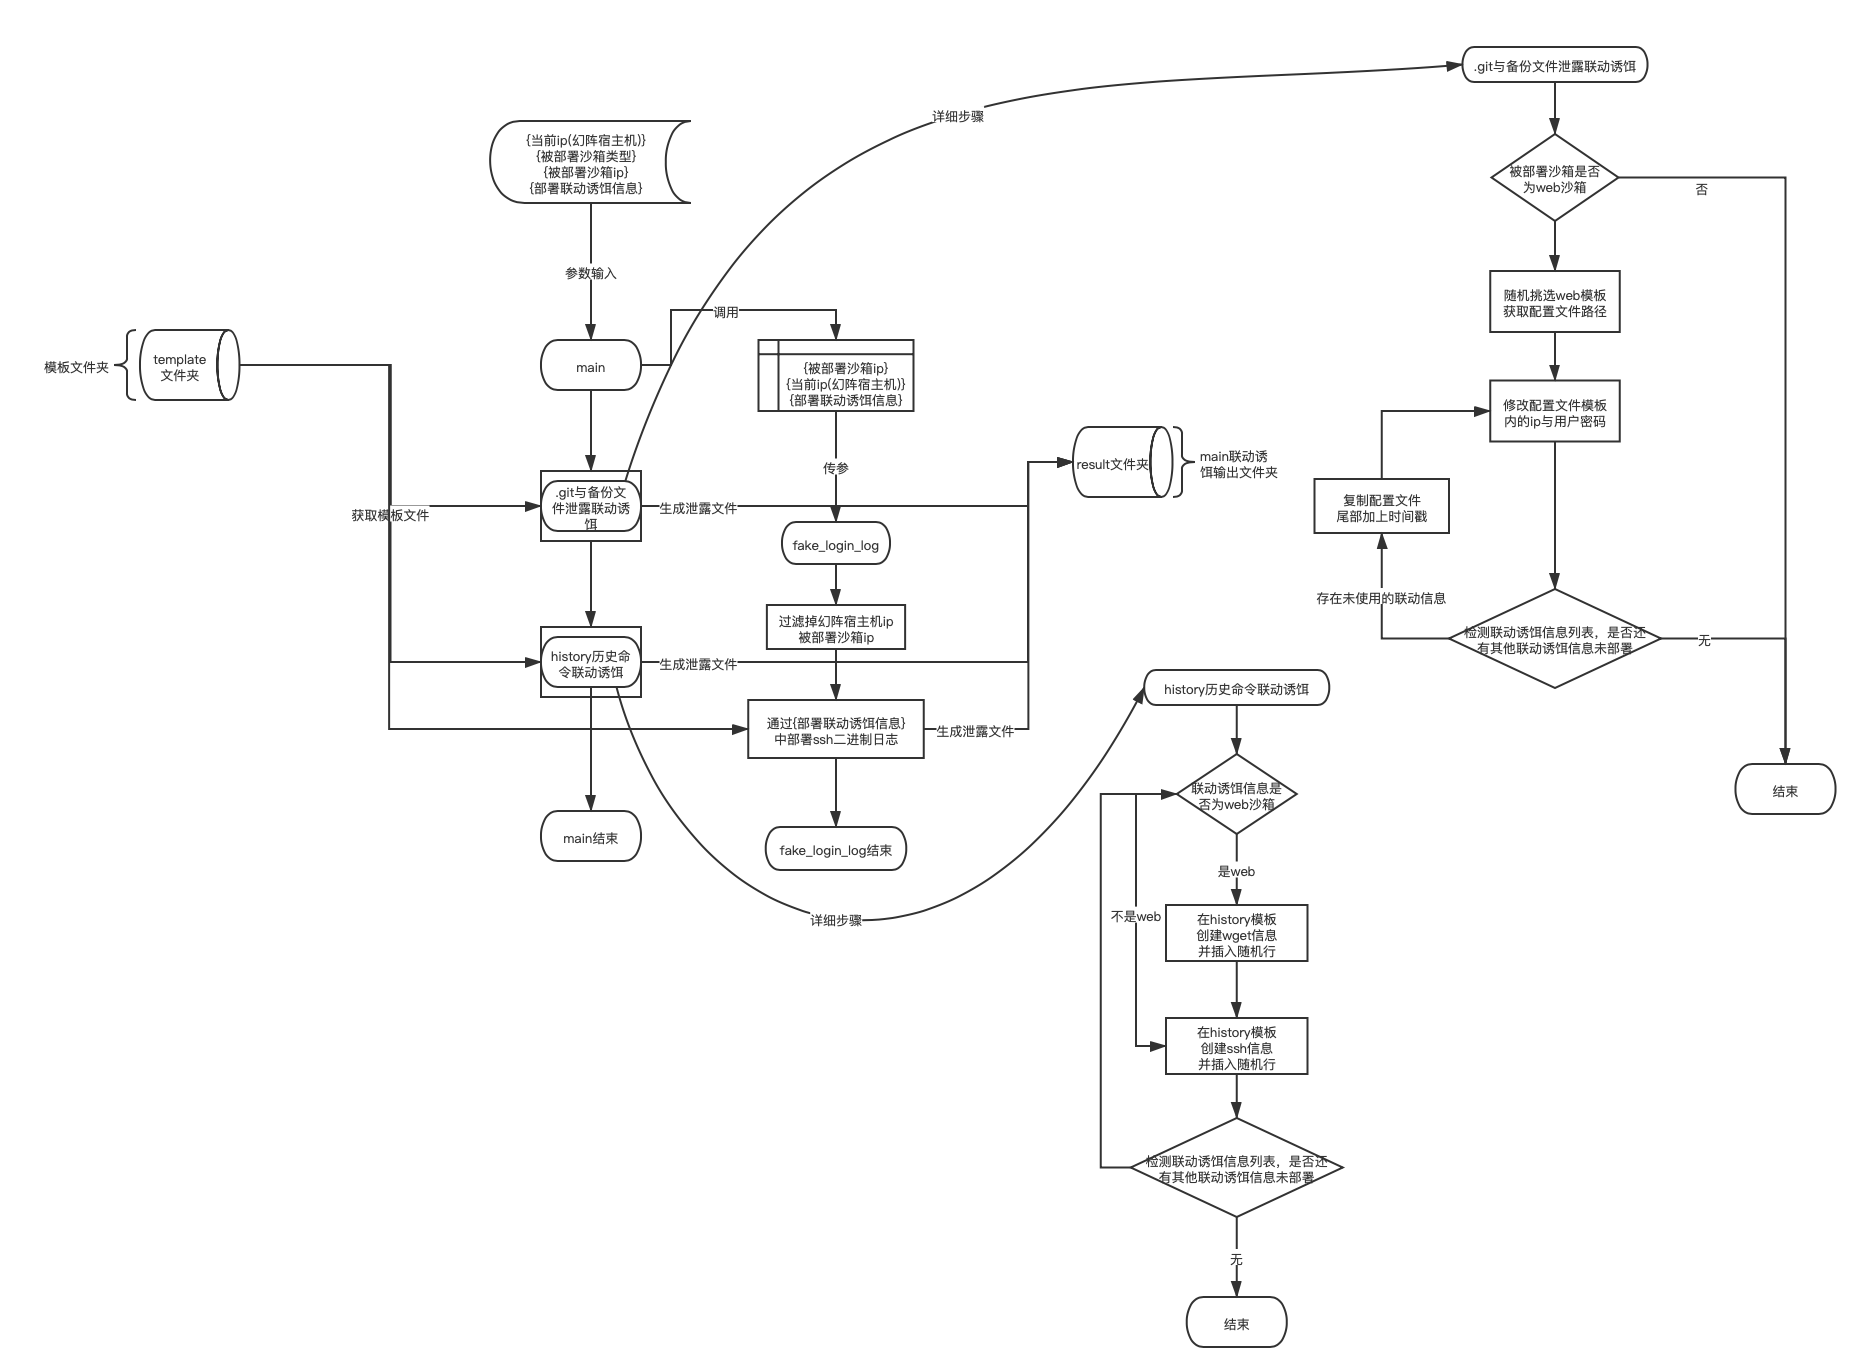 .git与备份文件泄露联动诱饵
详细步骤
{当前ip(幻阵宿主机)}
{被部署沙箱类型}
{被部署沙箱ip}
{部署联动诱饵信息}
被部署沙箱是否
为web沙箱
否
参数输入
随机挑选web模板
获取配置文件路径
调用
模板文件夹
template
文件夹
main
{被部署沙箱ip}
{当前ip(幻阵宿主机)}
{部署联动诱饵信息}
修改配置文件模板
内的ip与用户密码
传参
result文件夹
main联动诱
饵输出文件夹
.git与备份文
件泄露联动诱
饵
获取模板文件
生成泄露文件
复制配置文件
尾部加上时间戳
fake_login_log
存在未使用的联动信息
过滤掉幻阵宿主机ip
被部署沙箱ip
检测联动诱饵信息列表，是否还
有其他联动诱饵信息未部署
无
history历史命
令联动诱饵
生成泄露文件
history历史命令联动诱饵
通过{部署联动诱饵信息}
中部署ssh二进制日志
生成泄露文件
联动诱饵信息是
否为web沙箱
结束
main结束
fake_login_log结束
是web
详细步骤
不是web
在history模板
创建wget信息
并插入随机行
在history模板
创建ssh信息
并插入随机行
检测联动诱饵信息列表，是否还
有其他联动诱饵信息未部署
无
结束